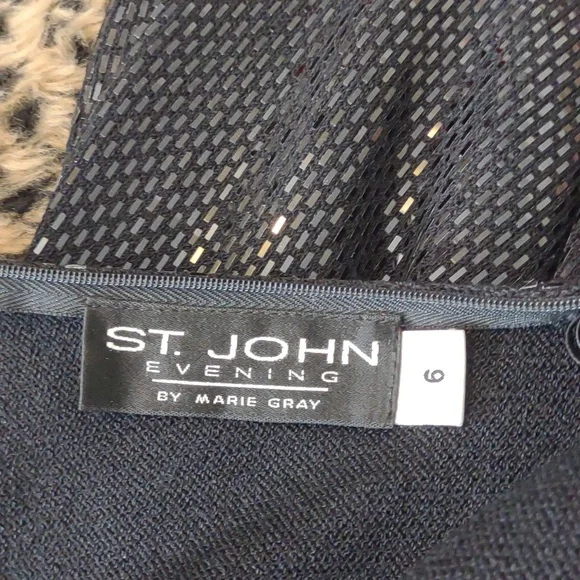 ST. JOHN
EVENING
BY MARIE GRAY
6